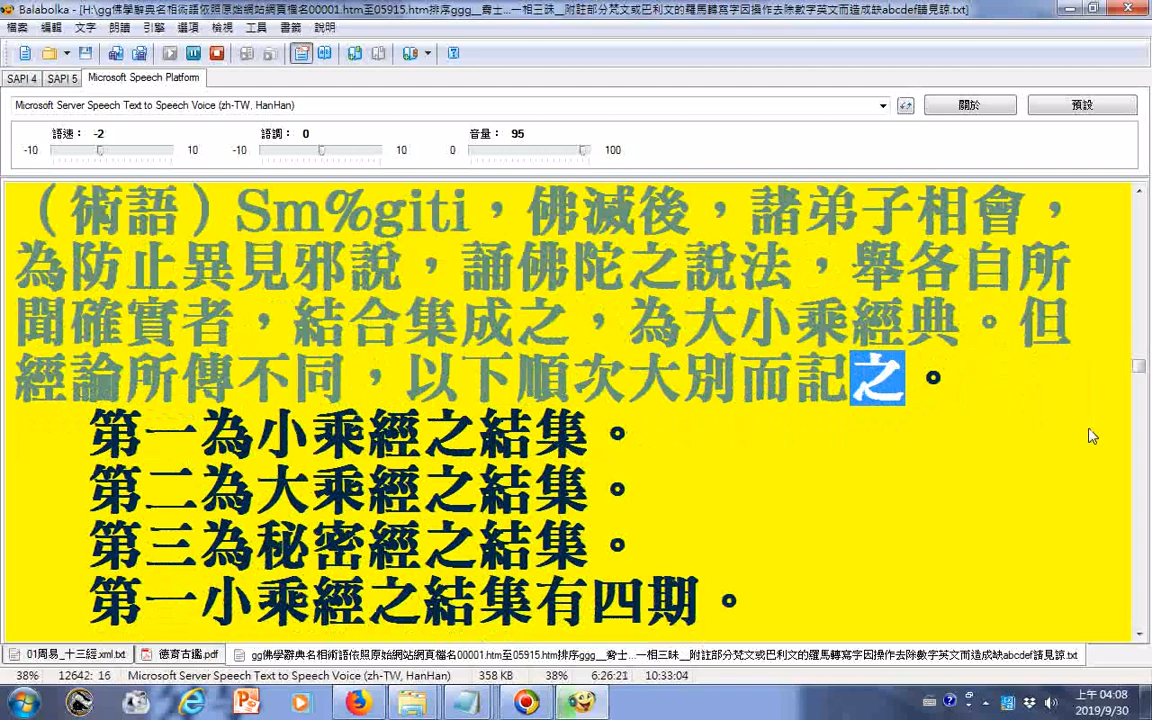 Balabolka - [H:\gg佛學辭典名相術語依照原始網站網頁檔名00001.htm至05915.htm排序ggg__脔士...一相三昧__附註部分梵文或巴利文的羅馬轉寫字因操作去除數字英文而造成缺abcdef請見諒.txt]
檔案 編輯 文字 朗讀 引擎 選項 檢視 工具 書籤 說明
SAPI 4 SAPI 5 Microsoft Speech Platform
Microsoft Server Speech Text to Speech Voice (zh-TW, HanHan) 關於 預設
語速： -2 語調： 0 音量： 95
-10 10 -10 10 0 100
（術語）Sm%giti，佛滅後，諸弟子相會，
為防止異見邪說，誦佛陀之說法，舉各自所
聞確實者，結合集成之，為大小乘經典。但
經論所傳不同，以下順次大別而記之。
第一為小乘經之結集。
第二為大乘經之結集。
第三為秘密經之結集。
第一小乘經之結集有四期。
01周易_十三經.xml.txt 德育古鑑.pdf gg佛學辭典名相術語依照原始網站網頁檔名00001.htm至05915.htm排序ggg__脔士...一相三昧__附註部分梵文或巴利文的羅馬轉寫字因操作去除數字英文而造成缺abcdef請見諒.txt
38% 12642: 16 Microsoft Server Speech Text to Speech Voice (zh-TW, HanHan) 358 KB 38% 6:26:21 10:33:04
上午 04:08
2019/9/30